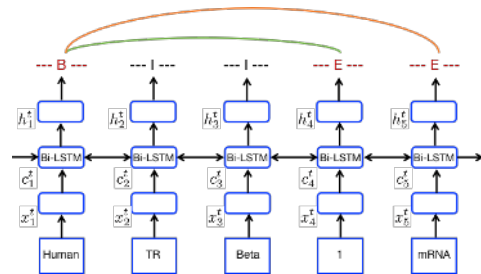 --- B --- --- I --- --- I --- --- E --- --- E ---
h₁ᵗ h₂ᵗ h₃ᵗ h₄ᵗ h₅ᵗ
Bi-LSTM Bi-LSTM Bi-LSTM Bi-LSTM Bi-LSTM
c₁ᵗ c₂ᵗ c₃ᵗ c₄ᵗ c₅ᵗ
x₁ᵗ x₂ᵗ x₃ᵗ x₄ᵗ x₅ᵗ
Human TR Beta 1 mRNA